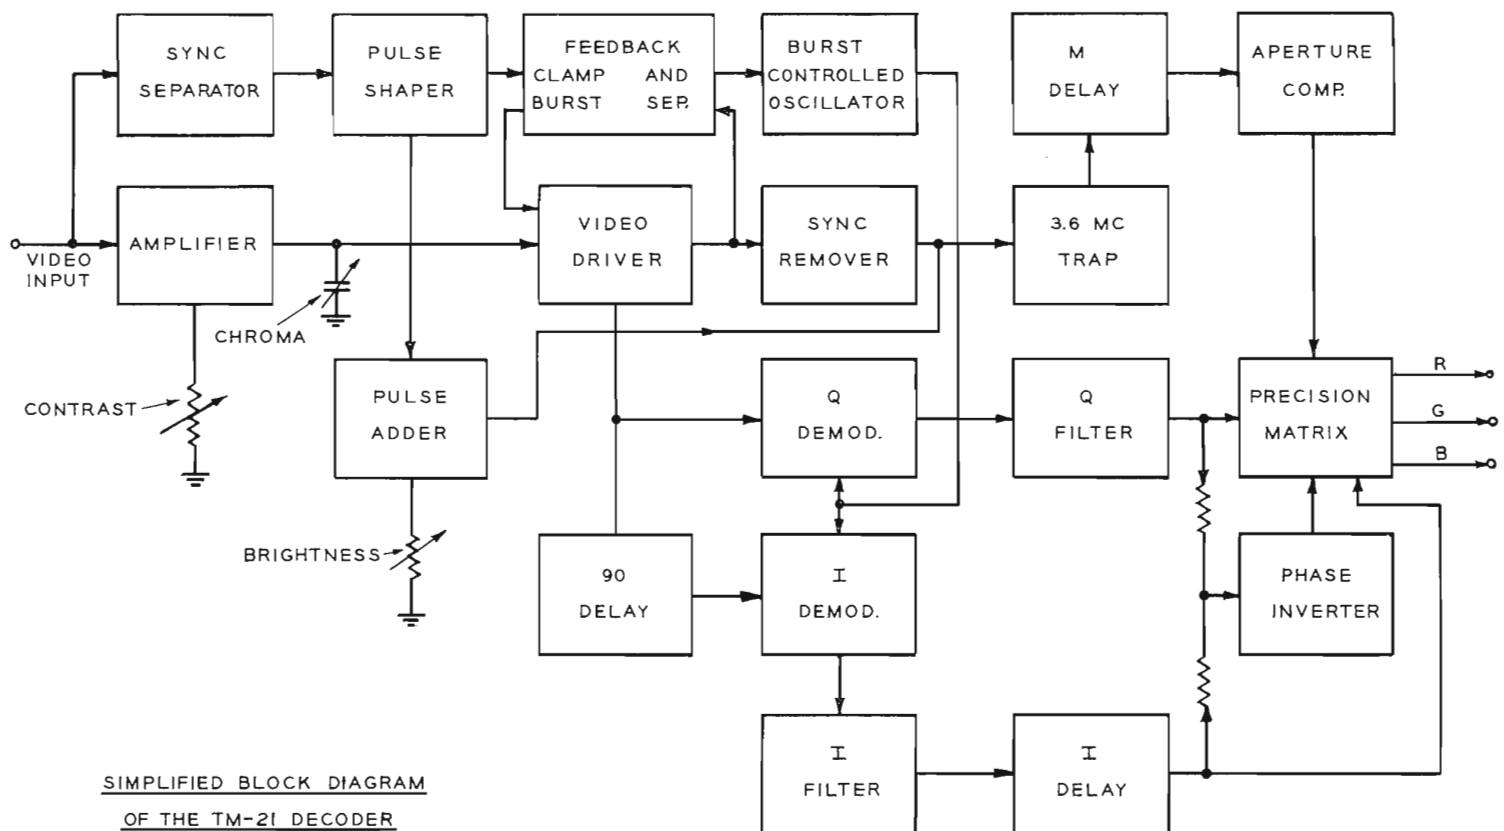 SYNC
SEPARATOR
PULSE
SHAPER
FEEDBACK
CLAMP AND
BURST SEP.
BURST
CONTROLLED
OSCILLATOR
M
DELAY
APERTURE
COMP.
VIDEO
INPUT
AMPLIFIER
VIDEO
DRIVER
SYNC
REMOVER
3.6 MC
TRAP
CHROMA
CONTRAST
PULSE
ADDER
Q
DEMOD.
Q
FILTER
PRECISION
MATRIX
R
G
B
BRIGHTNESS
90
DELAY
I
DEMOD.
PHASE
INVERTER
I
FILTER
I
DELAY
SIMPLIFIED BLOCK DIAGRAM
OF THE TM-21 DECODER